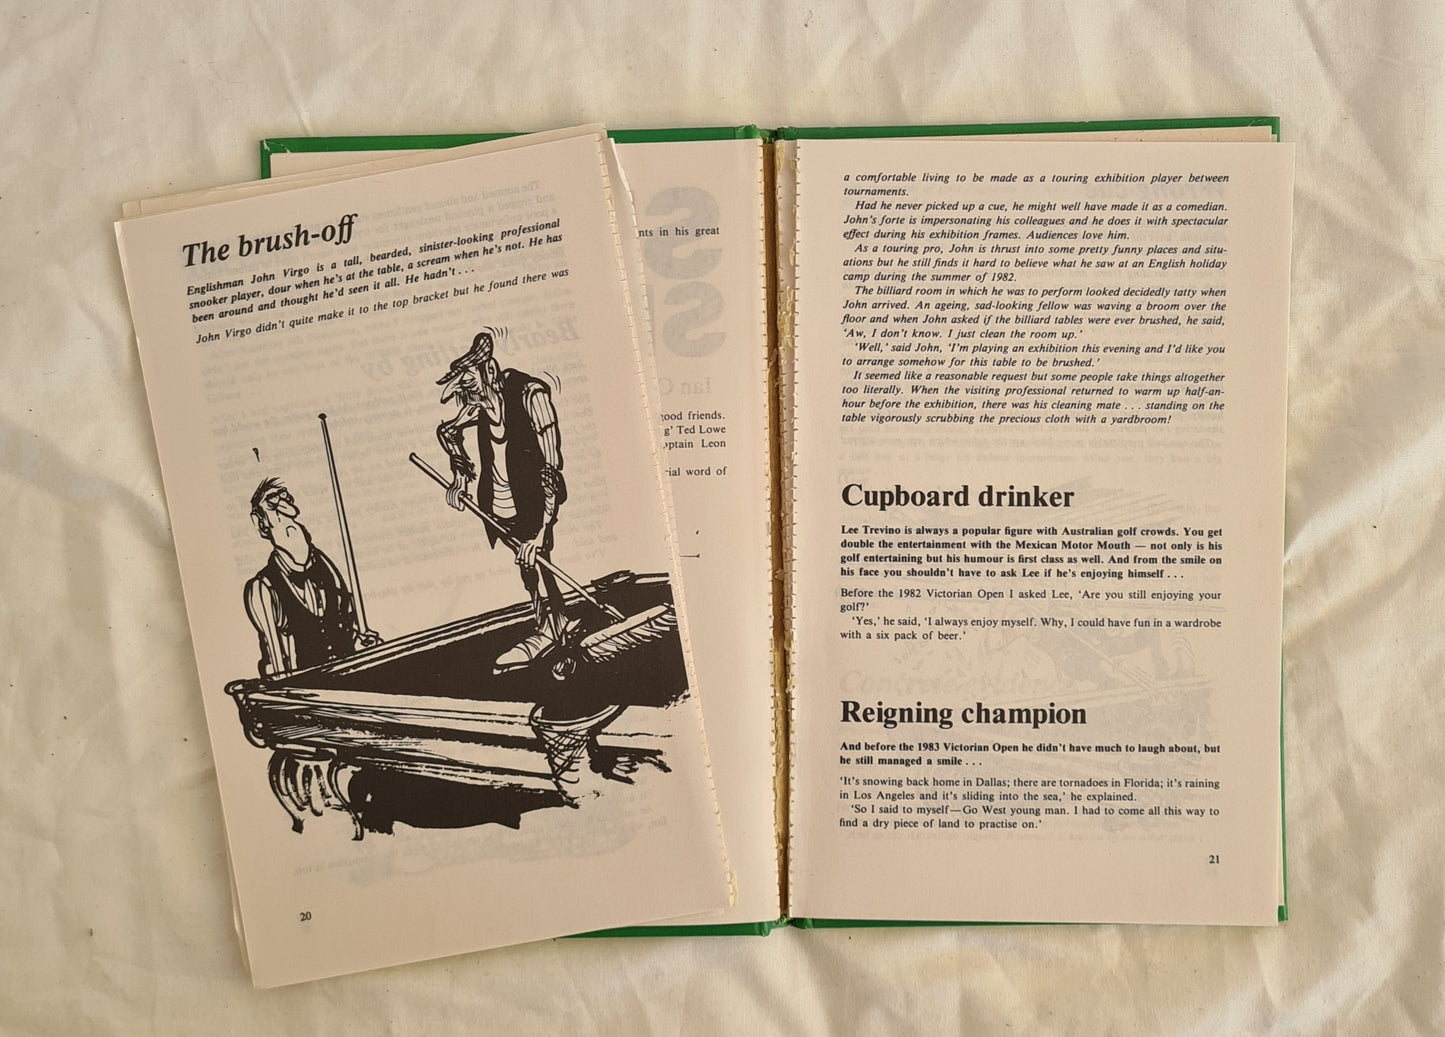 The brush-off
Englishman John Virgo is a tall, bearded, sinister-looking professional
snooker player, dour when he's at the table, a scream when he's not. He has
been around and thought he'd seen it all. He hadn't . . .
John Virgo didn't quite make it to the top bracket but he found there was
20
nts in his great
good friends.
g' Ted Lowe
ptain Leon
ial word of
a comfortable living to be made as a touring exhibition player between
tournaments.
Had he never picked up a cue, he might well have made it as a comedian.
John's forte is impersonating his colleagues and he does it with spectacular
effect during his exhibition frames. Audiences love him.
As a touring pro, John is thrust into some pretty funny places and situ-
ations but he still finds it hard to believe what he saw at an English holiday
camp during the summer of 1982.
The billiard room in which he was to perform looked decidedly tatty when
John arrived. An ageing, sad-looking fellow was waving a broom over the
floor and when John asked if the billiard tables were ever brushed, he said,
'Aw, I don't know. I just clean the room up.'
'Well,' said John, 'I'm playing an exhibition this evening and I'd like you
to arrange somehow for this table to be brushed.'
It seemed like a reasonable request but some people take things altogether
too literally. When the visiting professional returned to warm up half-an-
hour before the exhibition, there was his cleaning mate . . . standing on the
table vigorously scrubbing the precious cloth with a yardbroom!
Cupboard drinker
Lee Trevino is always a popular figure with Australian golf crowds. You get
double the entertainment with the Mexican Motor Mouth — not only is his
golf entertaining but his humour is first class as well. And from the smile on
his face you shouldn't have to ask Lee if he's enjoying himself . . .
Before the 1982 Victorian Open I asked Lee, 'Are you still enjoying your
golf?'
'Yes,' he said, 'I always enjoy myself. Why, I could have fun in a wardrobe
with a six pack of beer.'
Reigning champion
And before the 1983 Victorian Open he didn't have much to laugh about, but
he still managed a smile . . .
'It's snowing back home in Dallas; there are tornadoes in Florida; it's raining
in Los Angeles and it's sliding into the sea,' he explained.
'So I said to myself—Go West young man. I had to come all this way to
find a dry piece of land to practise on.'
21